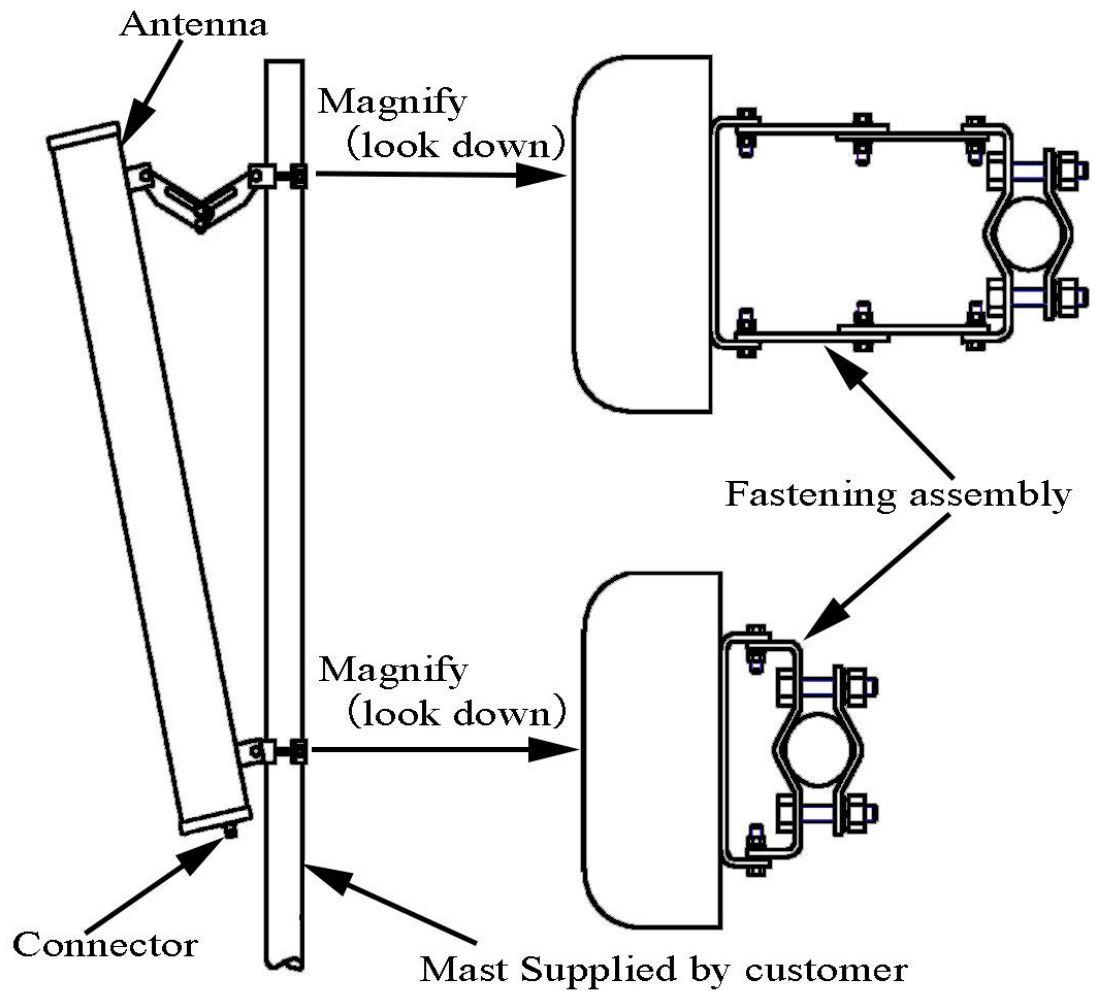 Antenna
Magnify
(look down)
Fastening assembly
Magnify
(look down)
Connector
Mast Supplied by customer